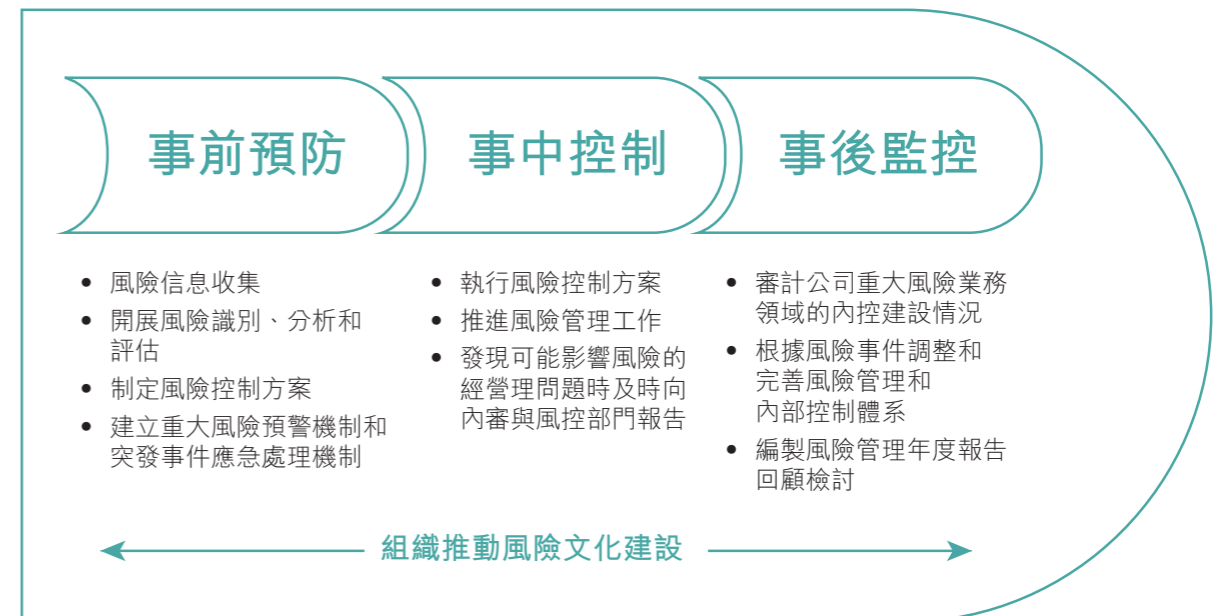 事前預防
事中控制
事後監控
• 風險信息收集
• 開展風險識別、分析和
評估
• 制定風險控制方案
• 建立重大風險預警機制和
突發事件應急處理機制
• 執行風險控制方案
• 推進風險管理工作
• 發現可能影響風險的
經營理問題時及時向
內審與風控部門報告
• 審計公司重大風險業務
領域的內控建設情況
• 根據風險事件調整和
完善風險管理和
內部控制體系
• 編製風險管理年度報告
回顧檢討
組織推動風險文化建設